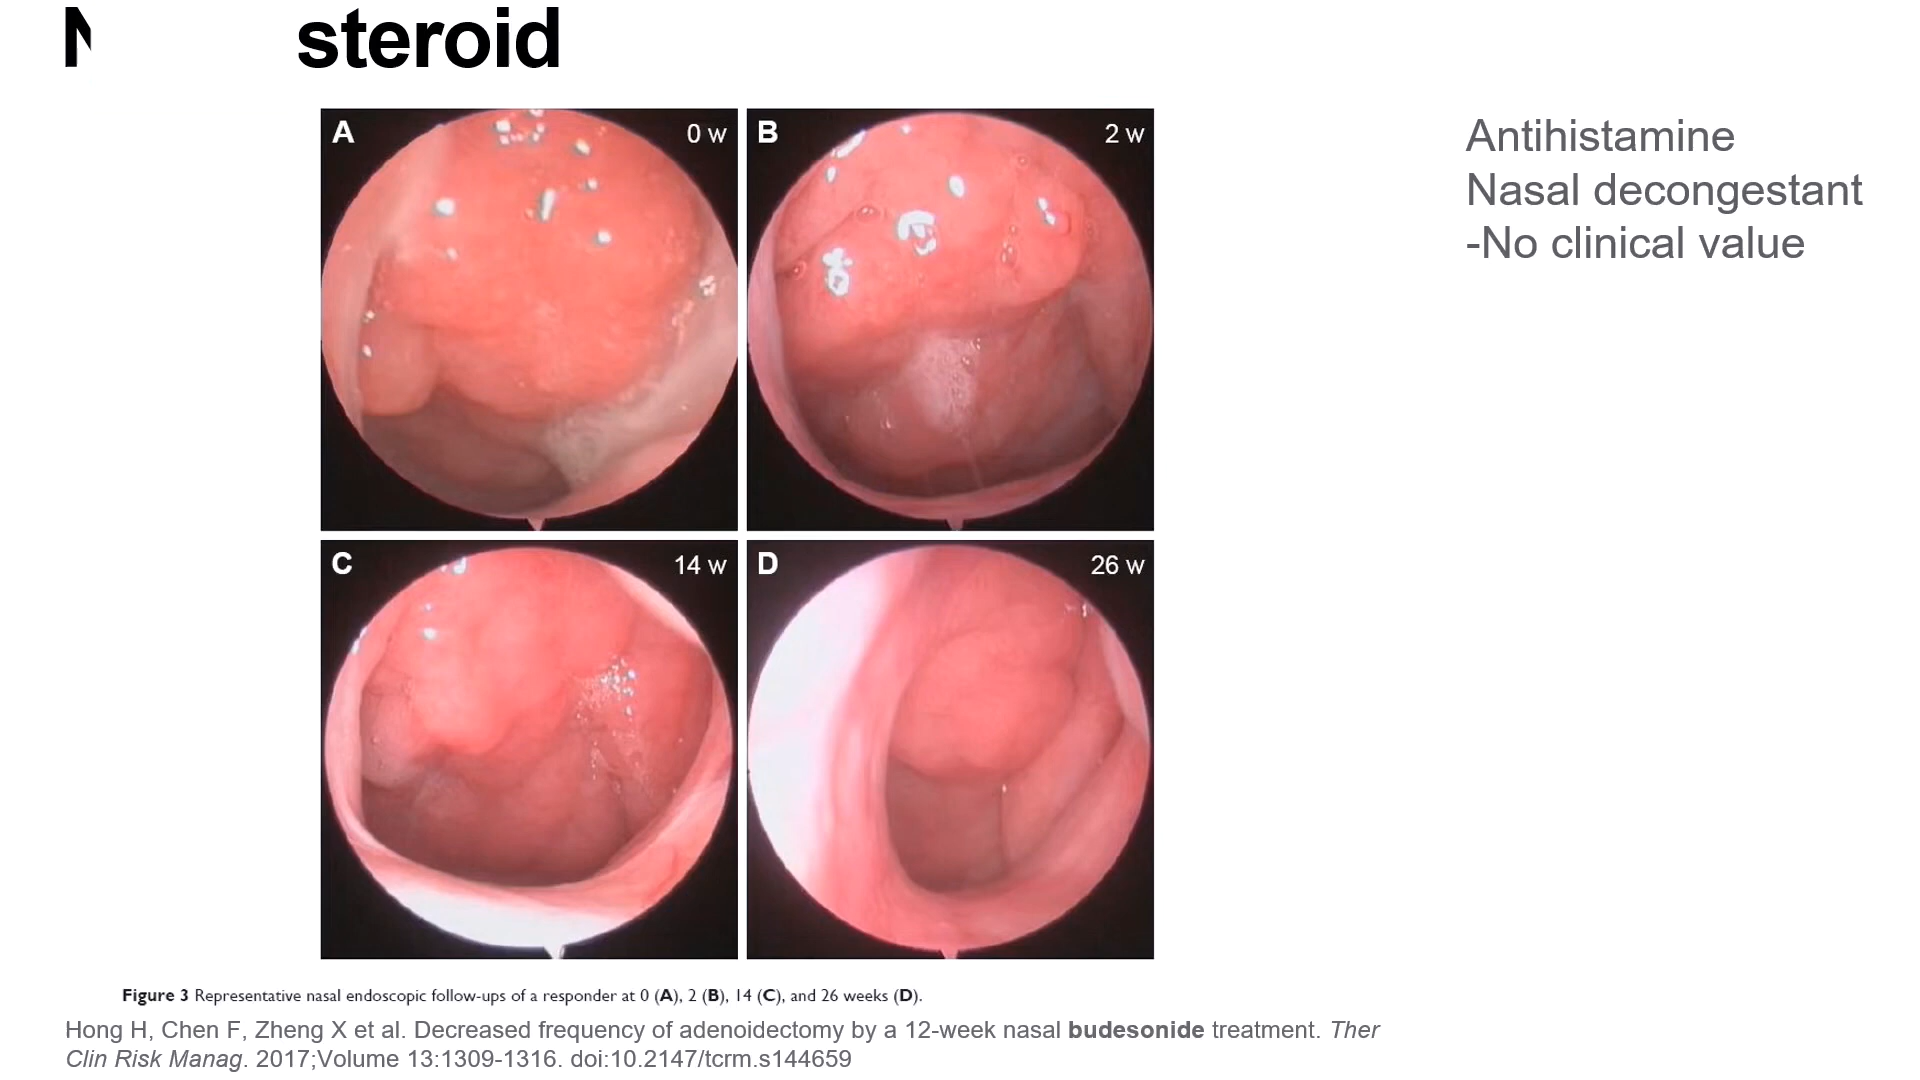 steroid
A 0 w
B 2 w
C 14 w
D 26 w
Antihistamine
Nasal decongestant
-No clinical value
Figure 3 Representative nasal endoscopic follow-ups of a responder at 0 (A), 2 (B), 14 (C), and 26 weeks (D).
Hong H, Chen F, Zheng X et al. Decreased frequency of adenoidectomy by a 12-week nasal budesonide treatment. Ther
Clin Risk Manag. 2017;Volume 13:1309-1316. doi:10.2147/tcrm.s144659